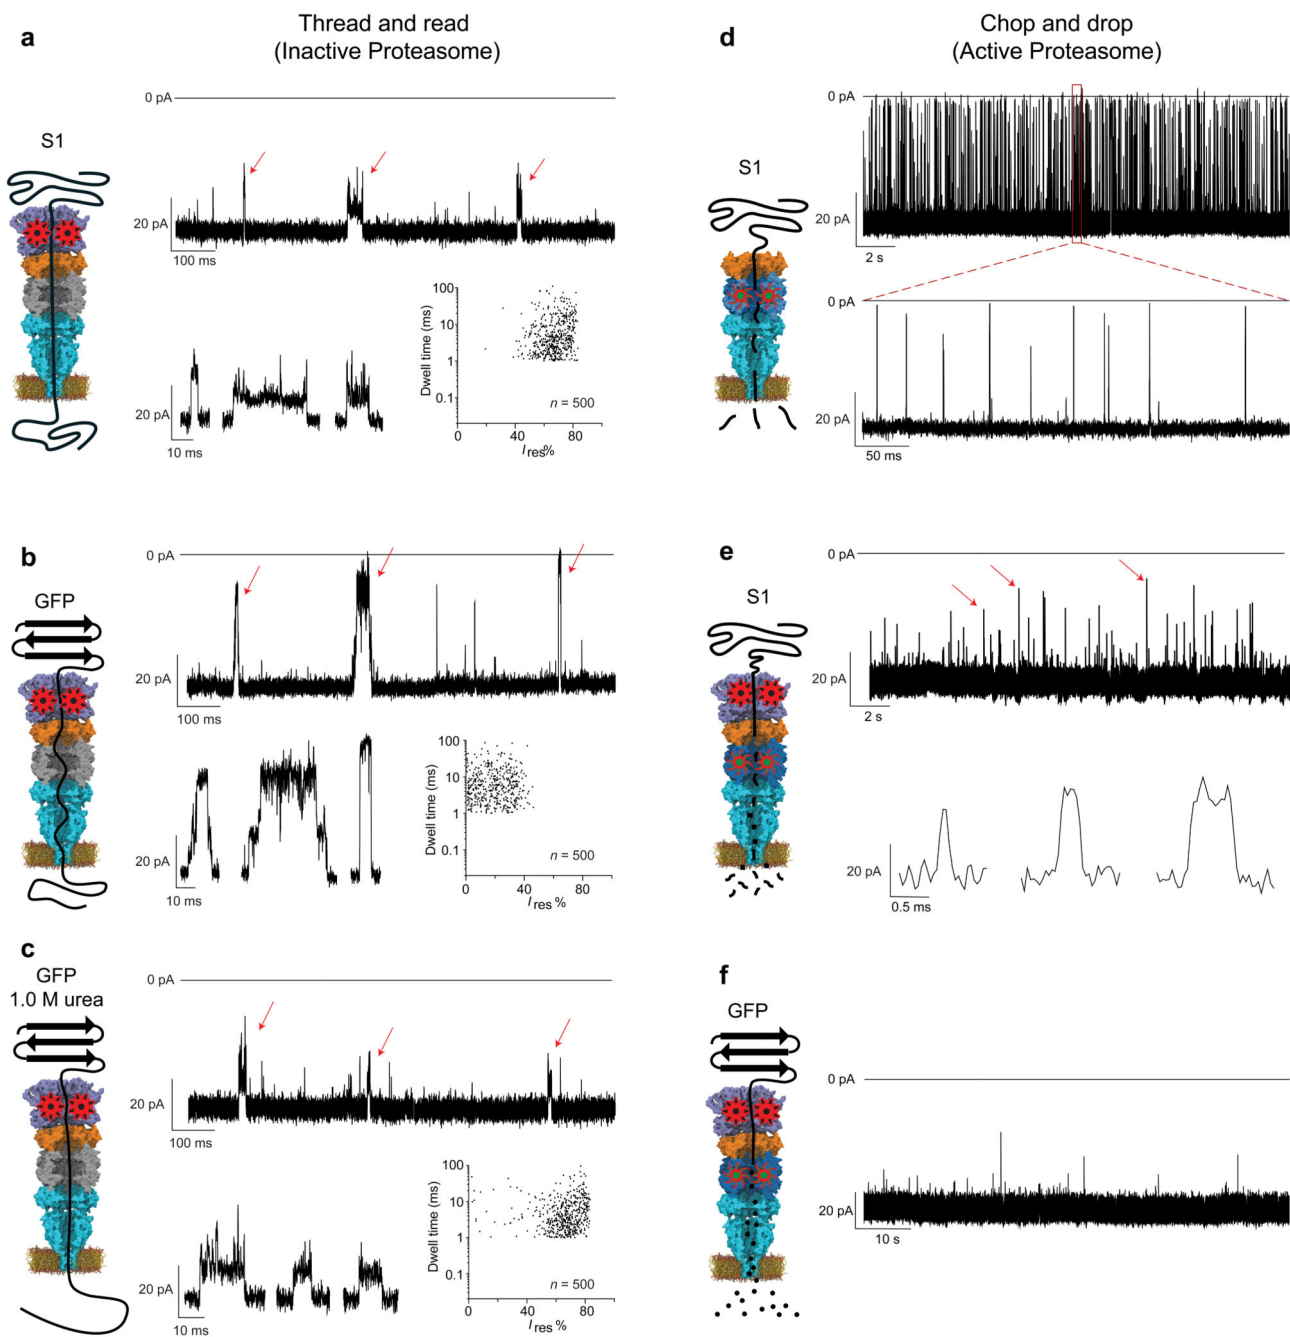 Thread and read
(Inactive Proteasome)
a
S1
0 pA
20 pA
100 ms
20 pA
10 ms
Dwell time (ms)
100
10
1
0.1
0
40
80
n = 500
Ires%
b
GFP
0 pA
20 pA
100 ms
20 pA
10 ms
Dwell time (ms)
100
10
1
0.1
0
40
80
n = 500
Ires%
c
GFP
1.0 M urea
0 pA
20 pA
100 ms
20 pA
10 ms
Dwell time (ms)
100
10
1
0.1
0
40
80
n = 500
Ires%
Chop and drop
(Active Proteasome)
d
S1
0 pA
20 pA
2 s
0 pA
20 pA
50 ms
e
S1
0 pA
20 pA
2 s
20 pA
0.5 ms
f
GFP
0 pA
20 pA
10 s